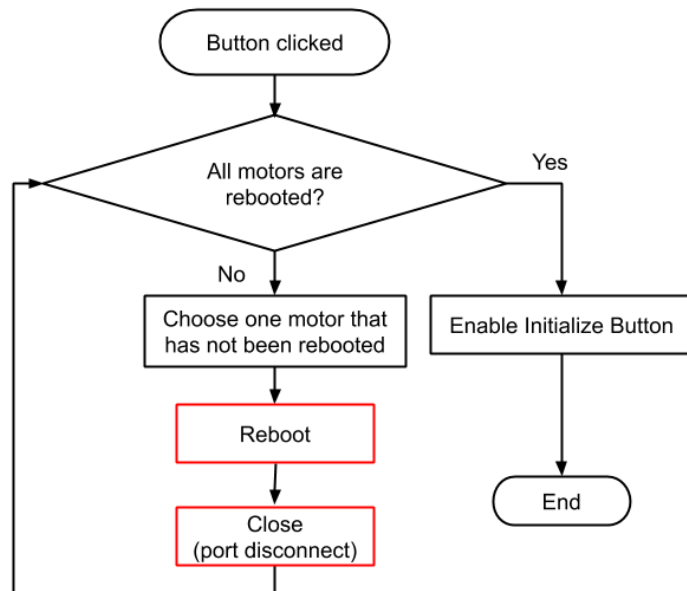 Button clicked
All motors are
rebooted?
Yes
No
Choose one motor that
has not been rebooted
Enable Initialize Button
Reboot
End
Close
(port disconnect)